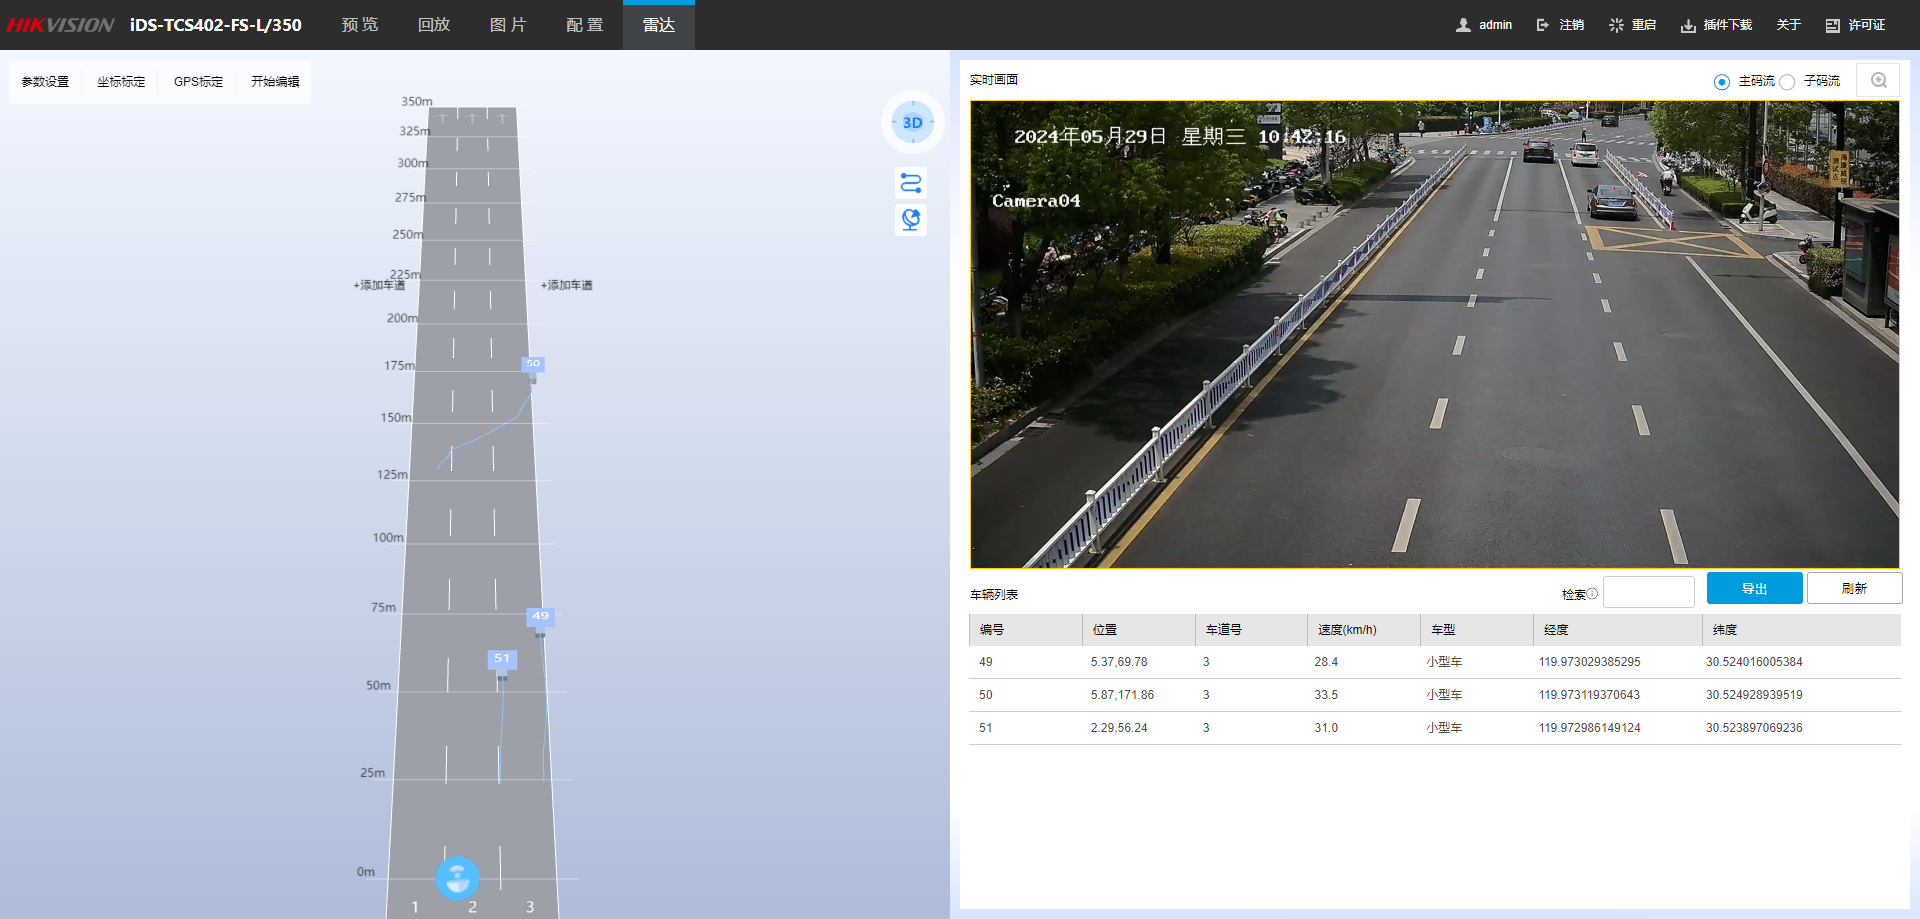 HIKVISION iDS-TCS402-FS-L/350 预览 回放 图片 配置 雷达 admin 注销 重启 插件下载 关于 许可证
参数设置 坐标标定 GPS标定 开始编辑
350m
325m
300m
275m
250m
225m
+添加车道 +添加车道
200m
175m
50
150m
125m
100m
75m
49
51
50m
25m
0m
1 2 3
3D
实时画面 主码流 子码流
2024年05月29日 星期三 10:42:16
Camera04
车辆列表 检索 导出 刷新
编号 位置 车道号 速度(km/h) 车型 经度 纬度
49 5.37,69.78 3 28.4 小型车 119.973029385295 30.524016005384
50 5.87,171.86 3 33.5 小型车 119.973119370643 30.524928939519
51 2.29,56.24 3 31.0 小型车 119.972986149124 30.523897069236